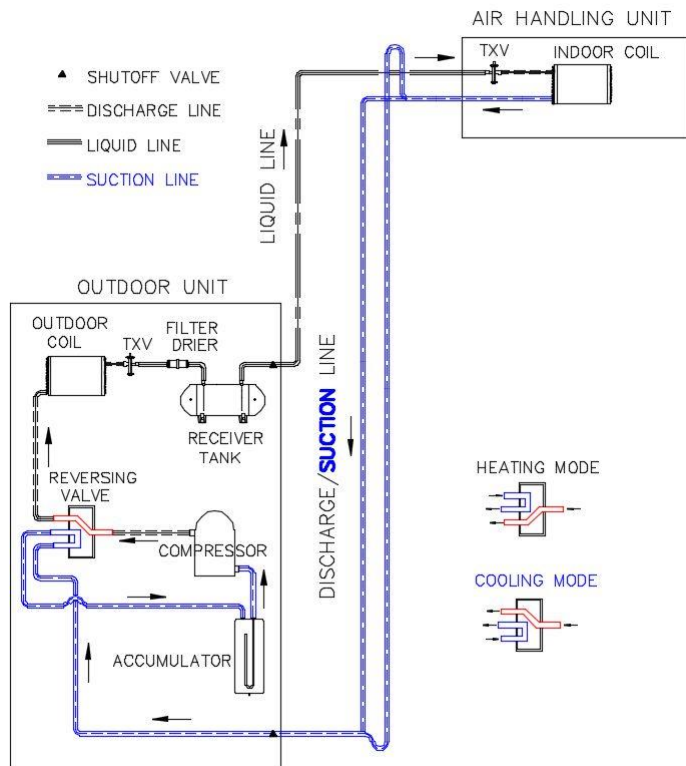 AIR HANDLING UNIT
TXV
INDOOR COIL
SHUTOFF VALVE
DISCHARGE LINE
LIQUID LINE
SUCTION LINE
LIQUID LINE
OUTDOOR UNIT
OUTDOOR
COIL
TXV
FILTER
DRIER
RECEIVER
TANK
DISCHARGE/SUCTION LINE
REVERSING
VALVE
COMPRESSOR
ACCUMULATOR
HEATING MODE
COOLING MODE